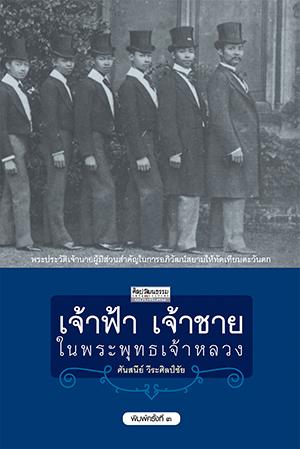 พระประวัติเจ้านายผู้มีส่วนสำคัญในการอภิวัฒน์สยามให้ทัดเทียมตะวันตก
ศิลปวัฒนธรรม
เจ้าฟ้า เจ้าชาย
ในพระพุทธเจ้าหลวง
ศันสนีย์ วีระศิลป์ชัย
พิมพ์ครั้งที่ ๓